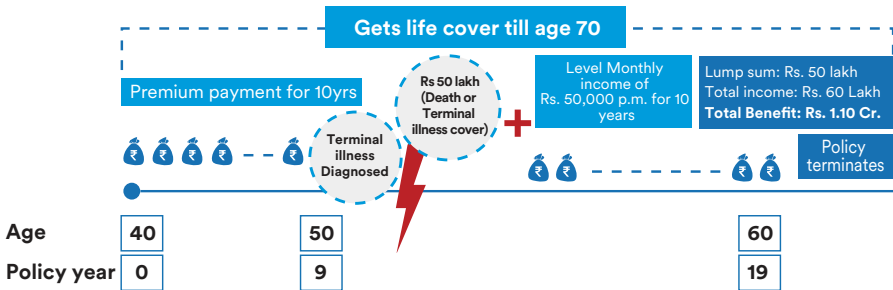 Gets life cover till age 70
Premium payment for 10yrs
Terminal
illness
Diagnosed
Rs 50 lakh
(Death or
Terminal
illness cover)
+
Level Monthly
income of
Rs. 50,000 p.m. for 10
years
Lump sum: Rs. 50 lakh
Total income: Rs. 60 Lakh
Total Benefit: Rs. 1.10 Cr.
₹ ₹ ₹ ₹ ₹ ₹ ₹ ₹ ₹
Policy
terminates
Age 40 50 60
Policy year 0 9 19